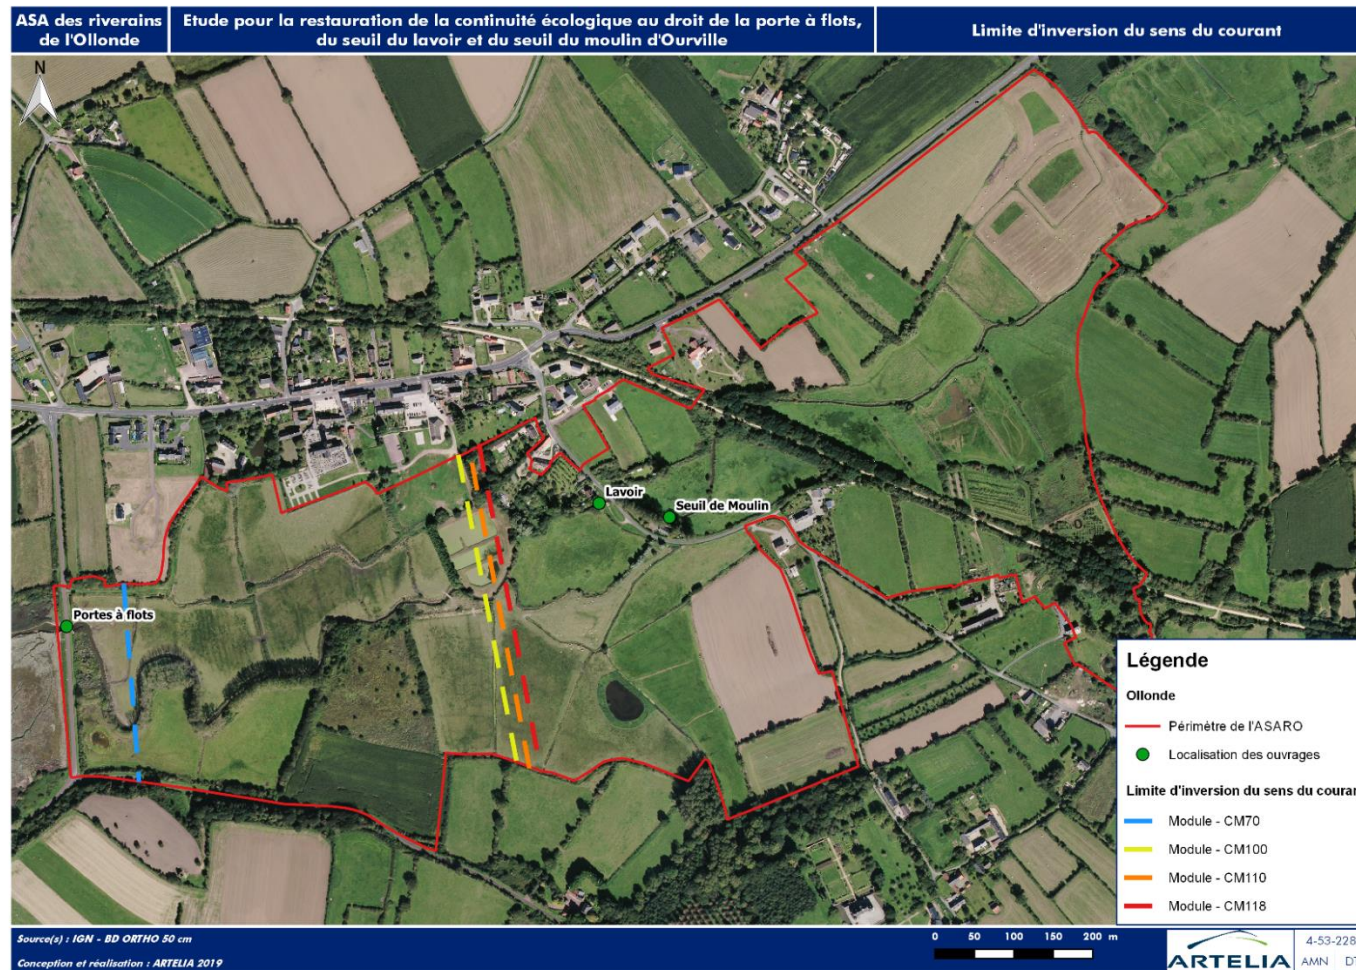 ASA des riverains
de l'Ollonde
Etude pour la restauration de la continuité écologique au droit de la porte à flots,
du seuil du lavoir et du seuil du moulin d'Ourville
Limite d'inversion du sens du courant
N
Lavoir
Seuil de Moulin
Portes à flots
Légende
Ollonde
Périmètre de l'ASARO
Localisation des ouvrages
Limite d'inversion du sens du couran
Module - CM70
Module - CM100
Module - CM110
Module - CM118
Source(s) : IGN - BD ORTHO 50 cm
Conception et réalisation : ARTELIA 2019
0 50 100 150 200 m
ARTELIA
4-53-228
AMN DT